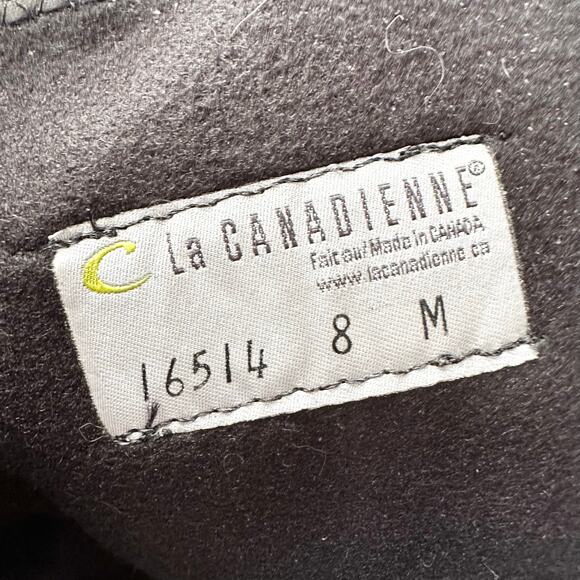 La CANADIENNE®
Fait au/Made in CANADA
www.lacanadienne.ca
16514 8 M